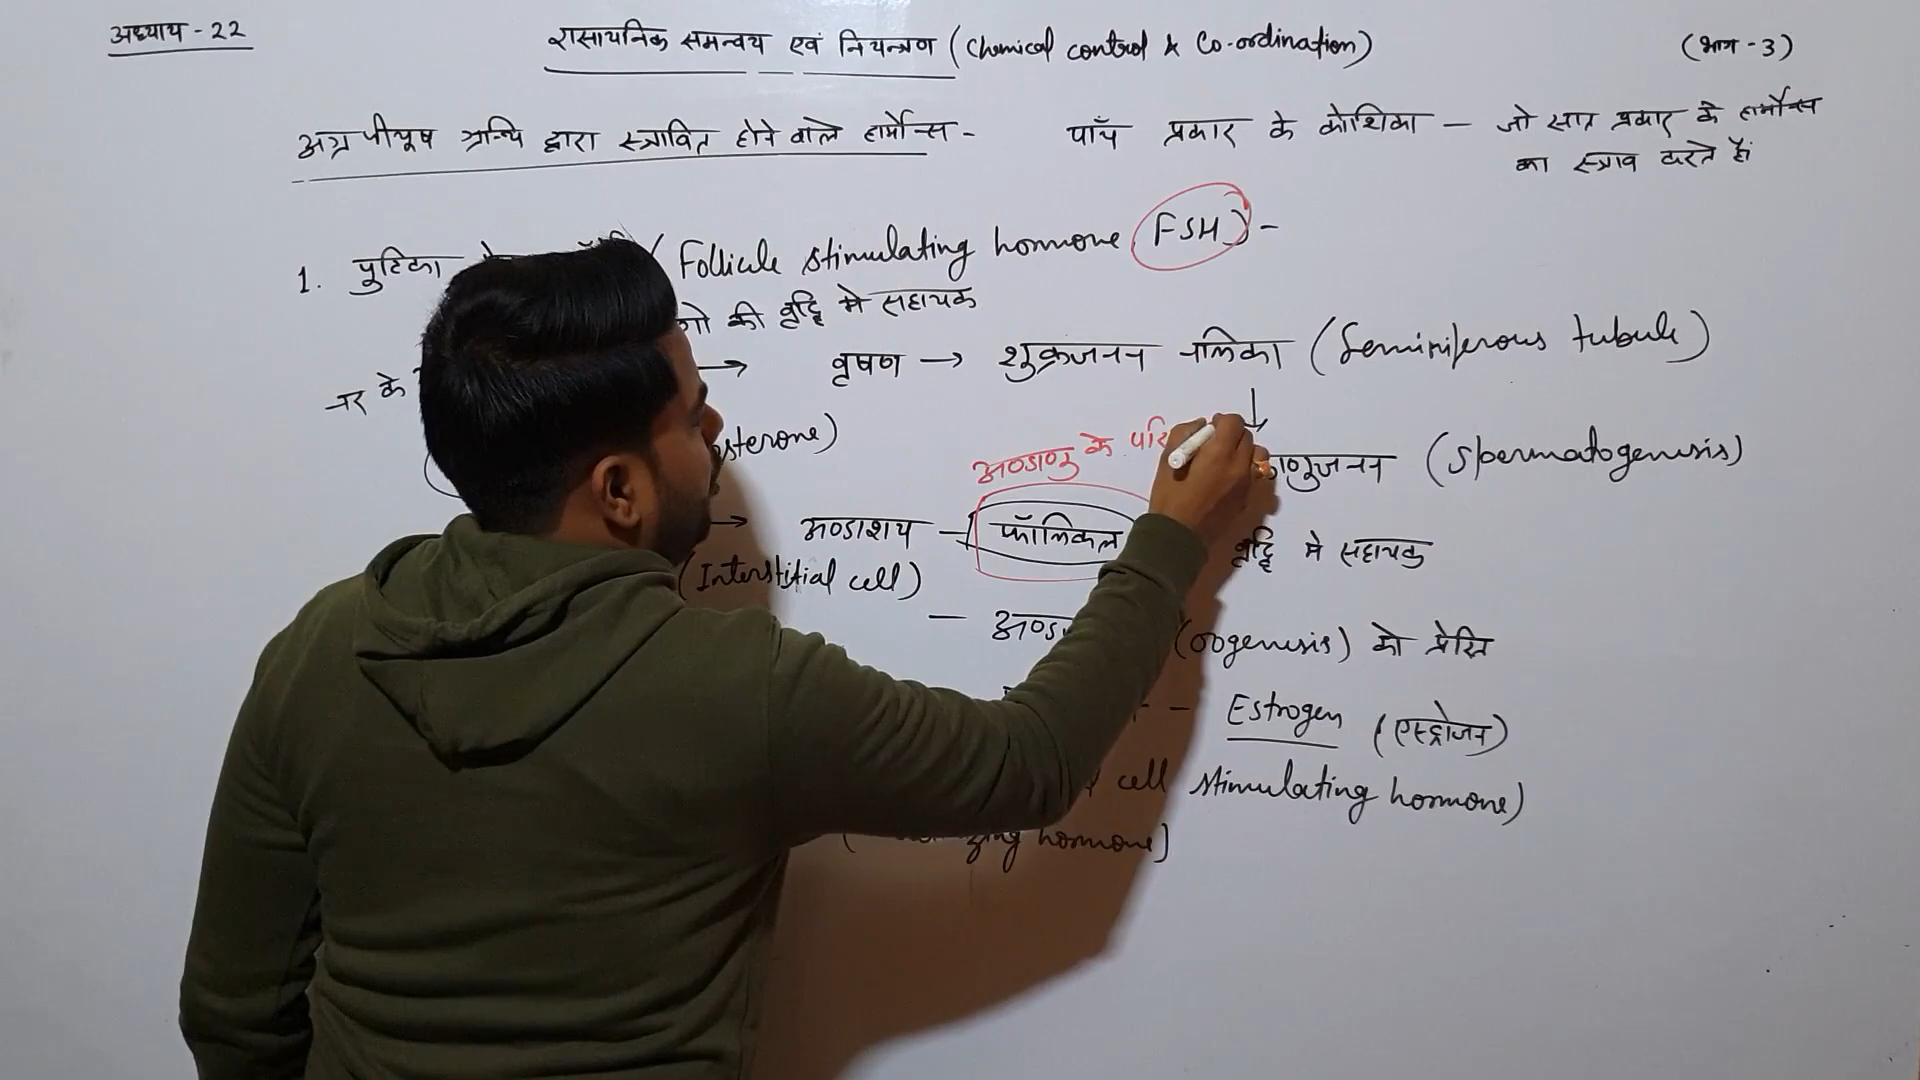 अध्याय - 22
रासायनिक समन्वय एवं नियन्त्रण (Chemical control & Co-ordination)
(भाग - 3)
अग्र पीयूष ग्रन्थि द्वारा स्त्रावित होने वाले हार्मोन्स -
पाँच प्रकार के कोशिका - जो सात प्रकार के हार्मोन्स
का स्त्राव करते हैं
1. पुटिका (Follicle stimulating hormone FSH) -
की वृद्धि मे सहायक
नर के → वृषण → शुक्रजनन नलिका (Seminiferous tubule)
↓
(Spermatogenesis)
अण्डाणु के
→ अण्डाशय - फॉलिकल वृद्धि मे सहायक
(Interstitial cell)
- (oogenesis) को प्रेरित
- Estrogen (एस्ट्रोजन)
cell stimulating hormone)
hormone)